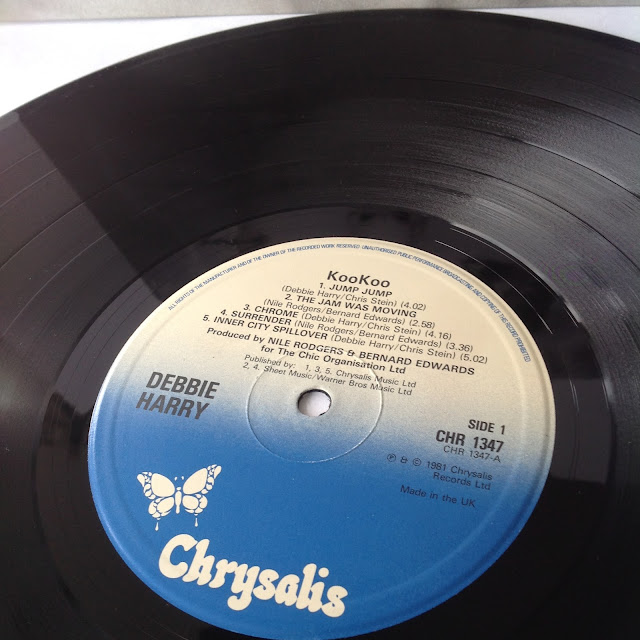 ALL RIGHTS OF THE MANUFACTURER AND OF THE OWNER OF THE RECORDED WORK RESERVED · UNAUTHORISED PUBLIC PERFORMANCE BROADCASTING AND COPYING OF THIS RECORD PROHIBITED
KooKoo
1. JUMP JUMP
(Debbie Harry/Chris Stein) (4.02)
2. THE JAM WAS MOVING
(Nile Rodgers/Bernard Edwards) (2.58)
3. CHROME (Debbie Harry/Chris Stein) (4.16)
4. SURRENDER (Nile Rodgers/Bernard Edwards) (3.36)
5. INNER CITY SPILLOVER (Debbie Harry/Chris Stein) (5.02)
Produced by NILE RODGERS & BERNARD EDWARDS
for The Chic Organisation Ltd
Published by: 1, 3, 5. Chrysalis Music Ltd
2, 4. Sheet Music/Warner Bros Music Ltd
DEBBIE
HARRY
SIDE 1
CHR 1347
CHR 1347-A
℗ & © 1981 Chrysalis
Records Ltd
Made in the UK
Chrysalis